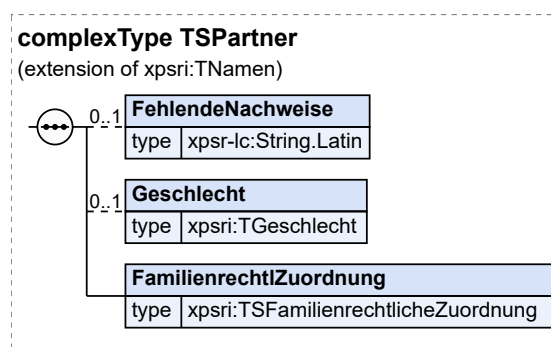 complexType TSPartner
(extension of xpsri:TNamen)
0..1
FehlendeNachweise
type xpsr-lc:String.Latin
0..1
Geschlecht
type xpsri:TGeschlecht
FamilienrechtlZuordnung
type xpsri:TSFamilienrechtlicheZuordnung